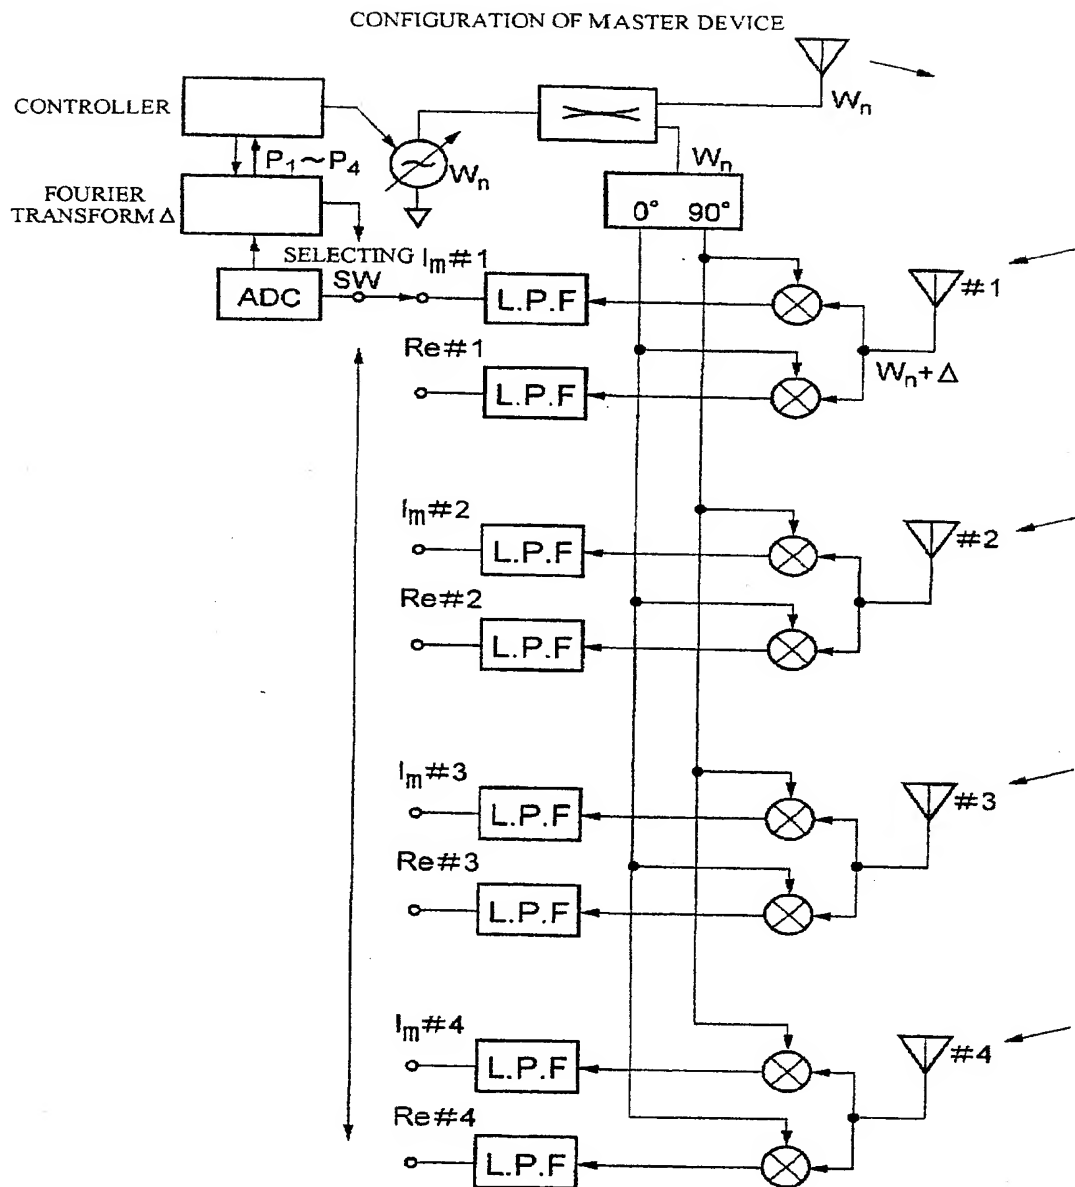 CONFIGURATION OF MASTER DEVICE
CONTROLLER
Wn
P1~P4
Wn
Wn
FOURIER
TRANSFORM Δ
0° 90°
SELECTING
SW
Im#1
ADC
L.P.F
#1
Re#1
Wn+Δ
L.P.F
Im#2
L.P.F
#2
Re#2
L.P.F
Im#3
L.P.F
#3
Re#3
L.P.F
Im#4
L.P.F
#4
Re#4
L.P.F